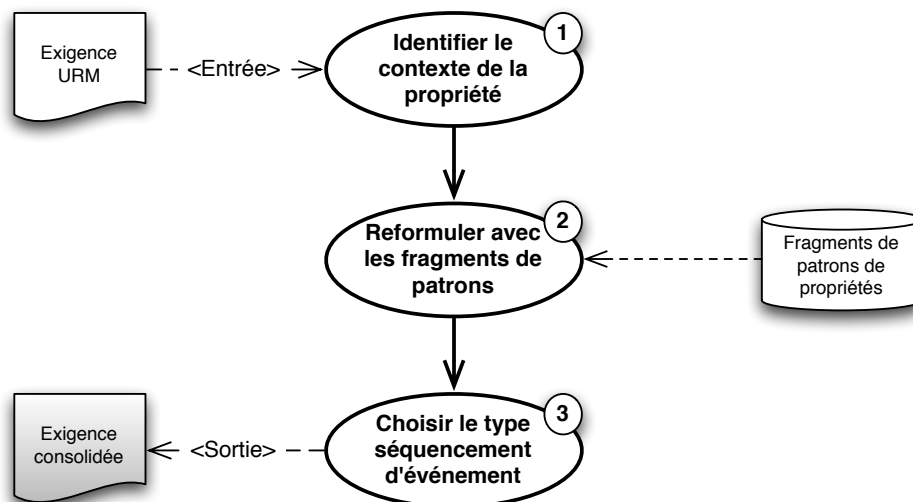 1
Identifier le
contexte de la
propriété
Exigence
URM
<Entrée>
2
Reformuler avec
les fragments de
patrons
Fragments de
patrons de
propriétés
3
Choisir le type
séquencement
d'événement
<Sortie>
Exigence
consolidée